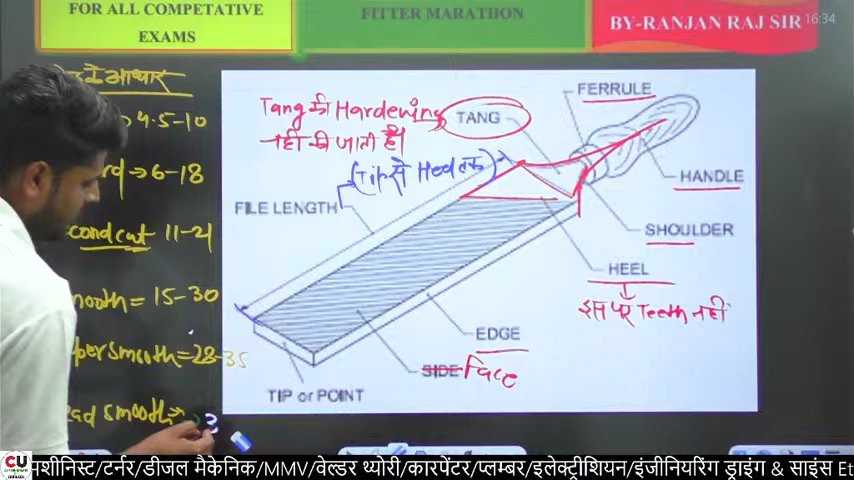 FOR ALL COMPETATIVE
EXAMS
FITTER MARATHON
BY-RANJAN RAJ SIR
16:34
के आधार
4.5-10
→ 6-18
cond cut 11-21
mooth = 15-30
per smooth = 28-35
ead smooth →
Tang की Hardening
नहीं की जाती है।
TANG
FERRULE
(Tip से Heel तक)
HANDLE
FILE LENGTH
SHOULDER
HEEL
इस पर Teeth नहीं
EDGE
SIDE Face
TIP or POINT
CU
मशीनिस्ट/टर्नर/डीजल मैकेनिक/MMV/वेल्डर थ्योरी/कारपेंटर/प्लम्बर/इलेक्ट्रीशियन/इंजीनियरिंग ड्राइंग & साइंस Et